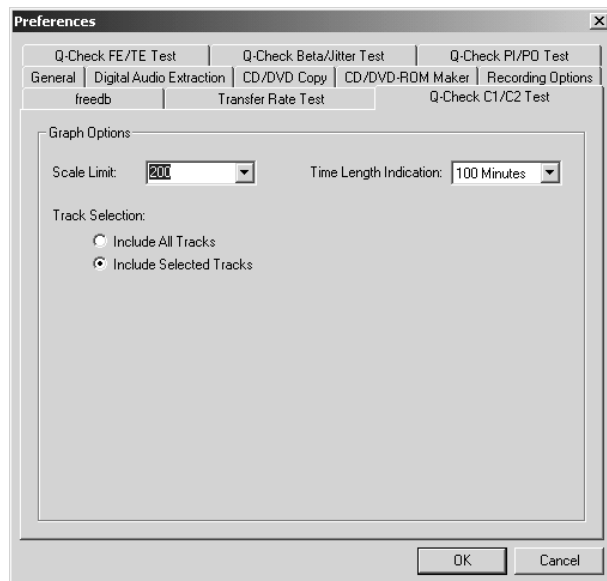 Preferences
Q-Check FE/TE Test Q-Check Beta/Jitter Test Q-Check PI/PO Test
General Digital Audio Extraction CD/DVD Copy CD/DVD-ROM Maker Recording Options
freedb Transfer Rate Test Q-Check C1/C2 Test
Graph Options
Scale Limit: 200 Time Length Indication: 100 Minutes
Track Selection:
Include All Tracks
Include Selected Tracks
OK Cancel